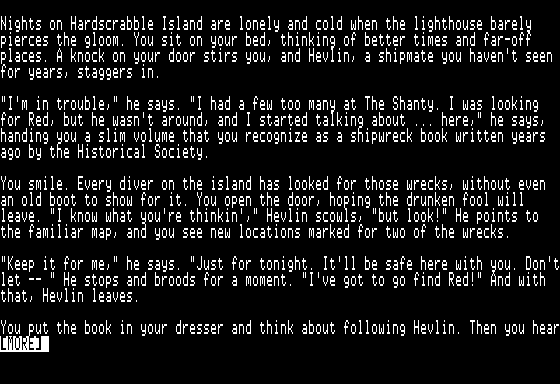 Nights on Hardscrabble Island are lonely and cold when the lighthouse barely
pierces the gloom. You sit on your bed, thinking of better times and far-off
places. A knock on your door stirs you, and Hevlin, a shipmate you haven't seen
for years, staggers in.
"I'm in trouble," he says. "I had a few too many at The Shanty. I was looking
for Red, but he wasn't around, and I started talking about ... here," he says,
handing you a slim volume that you recognize as a shipwreck book written years
ago by the Historical Society.
You smile. Every diver on the island has looked for those wrecks, without even
an old boot to show for it. You open the door, hoping the drunken fool will
leave. "I know what you're thinkin'," Hevlin scowls, "but look!" He points to
the familiar map, and you see new locations marked for two of the wrecks.
"Keep it for me," he says. "Just for tonight. It'll be safe here with you. Don't
let -- " He stops and broods for a moment. "I've got to go find Red!" And with
that, Hevlin leaves.
You put the book in your dresser and think about following Hevlin. Then you hear
[MORE]